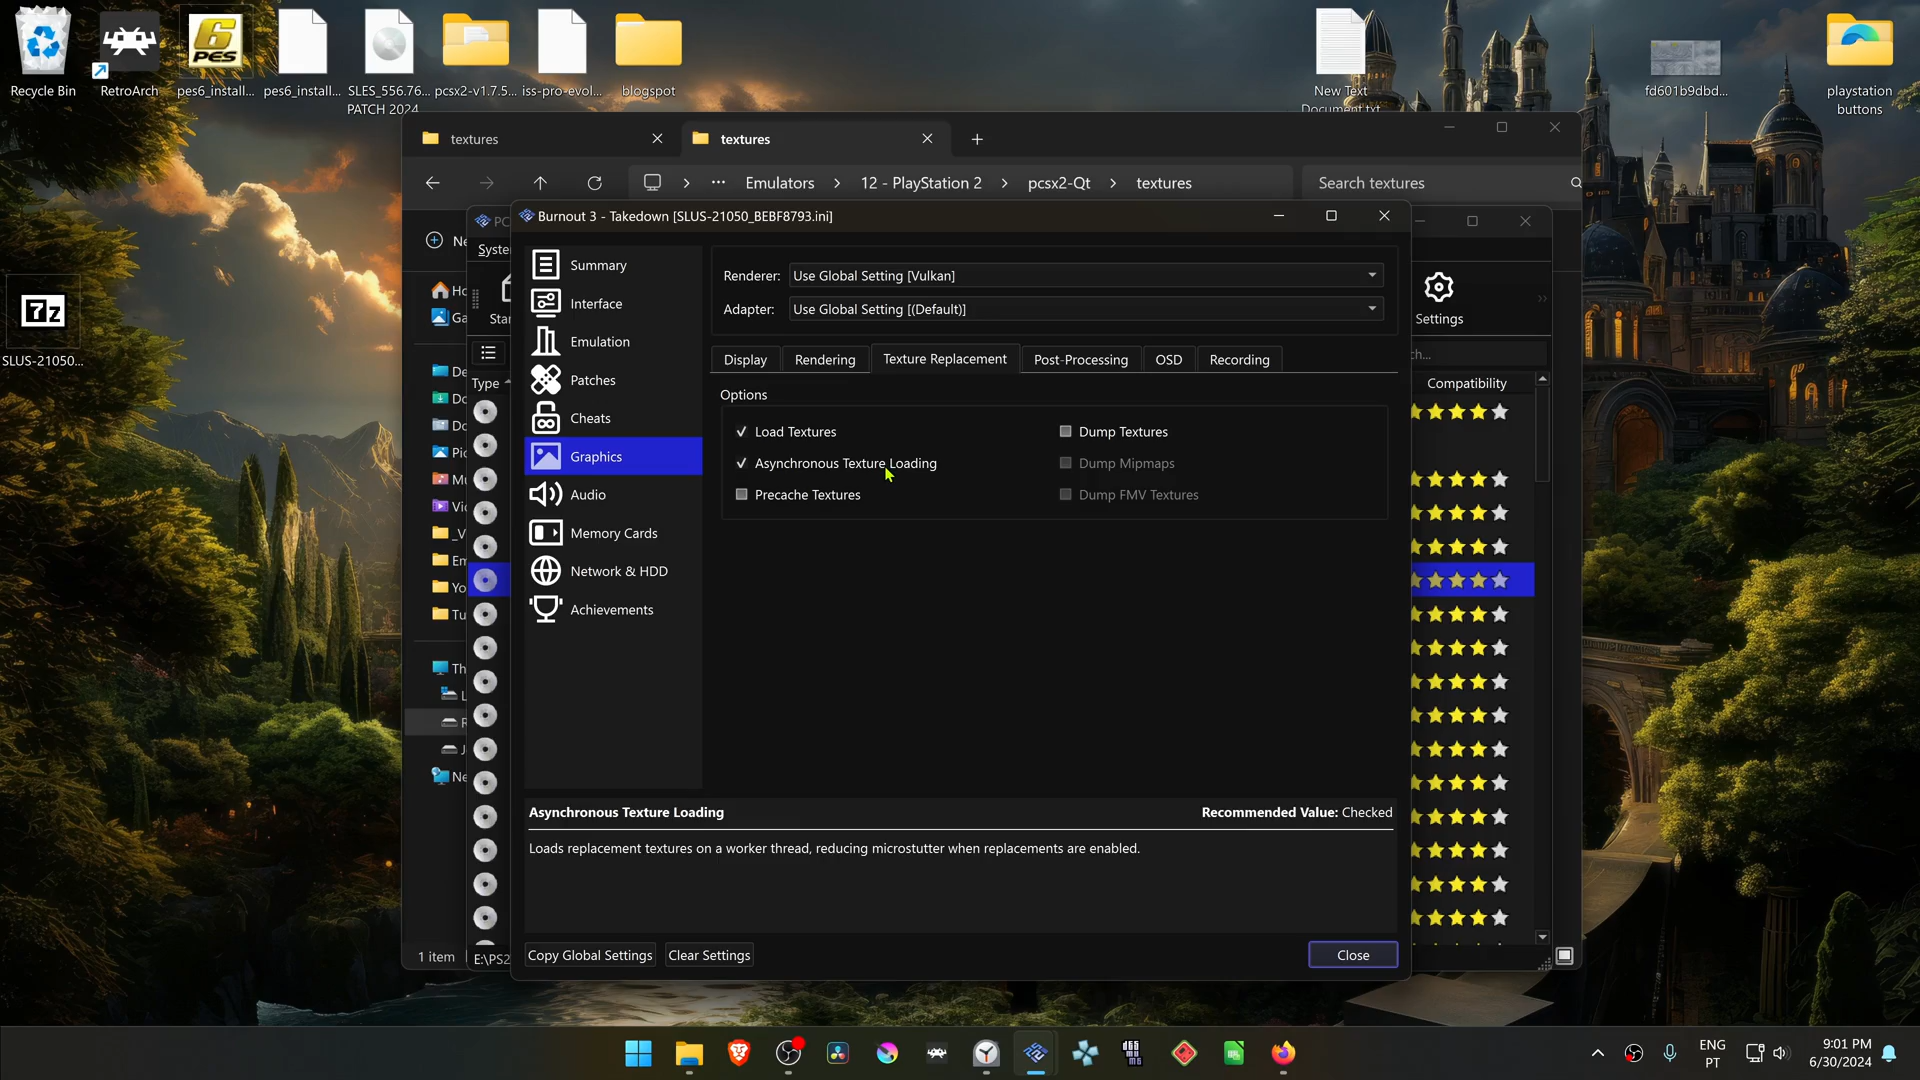 Recycle Bin
RetroArch
pes6_install...
pes6_install...
SLES_556.76...
PATCH 2024
pcsx2-v1.7.5...
iss-pro-evol...
blogspot
New Text
Document.txt
fd601b9dbd...
playstation
buttons
7z
SLUS-21050...
textures
textures
Emulators
12 - PlayStation 2
pcsx2-Qt
textures
Search textures
Burnout 3 - Takedown [SLUS-21050_BEBF8793.ini]
Summary
Interface
Emulation
Patches
Cheats
Graphics
Audio
Memory Cards
Network & HDD
Achievements
Renderer: Use Global Setting [Vulkan]
Adapter: Use Global Setting [(Default)]
Display
Rendering
Texture Replacement
Post-Processing
OSD
Recording
Options
Load Textures
Dump Textures
Asynchronous Texture Loading
Dump Mipmaps
Precache Textures
Dump FMV Textures
Settings
Type
Compatibility
Asynchronous Texture Loading
Recommended Value: Checked
Loads replacement textures on a worker thread, reducing microstutter when replacements are enabled.
Copy Global Settings
Clear Settings
Close
1 item
E:\PS2
ENG
PT
9:01 PM
6/30/2024